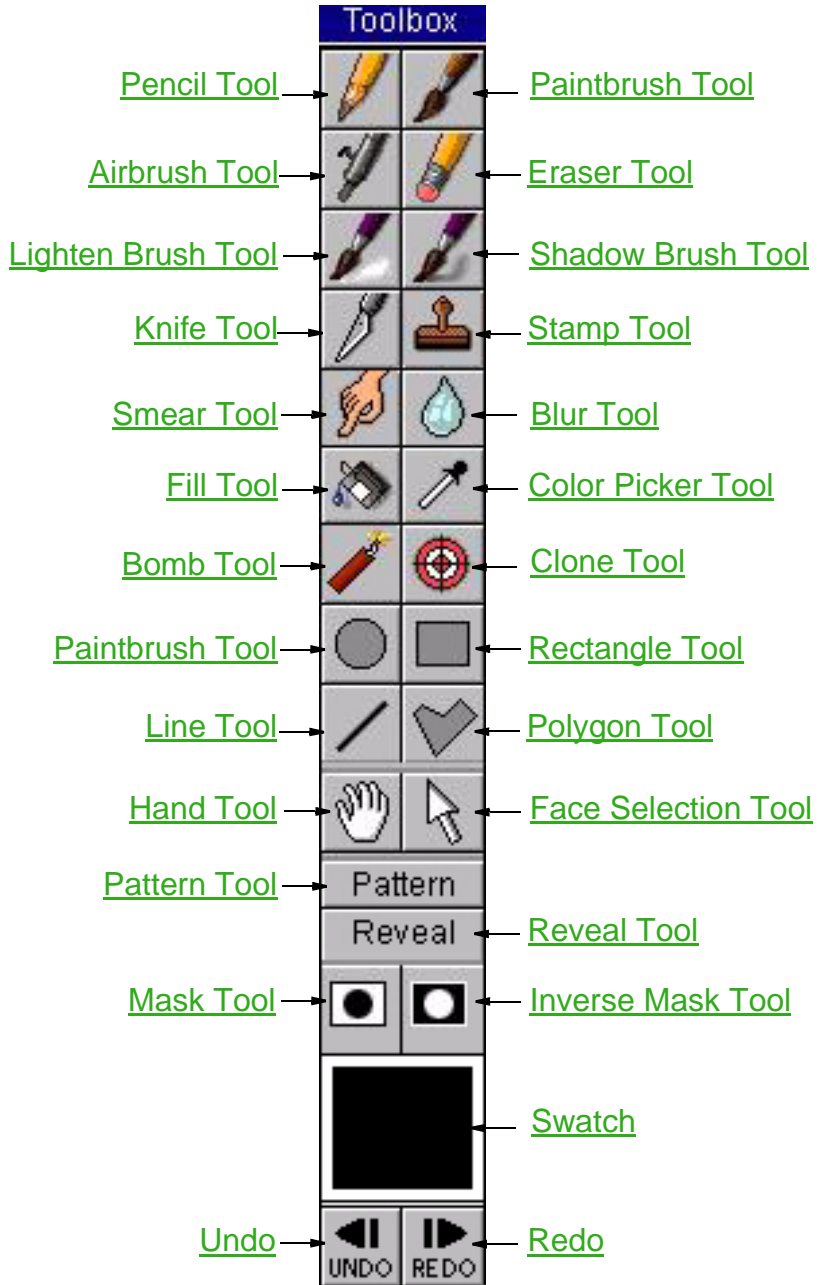 Toolbox
Pencil Tool
Paintbrush Tool
Airbrush Tool
Eraser Tool
Lighten Brush Tool
Shadow Brush Tool
Knife Tool
Stamp Tool
Smear Tool
Blur Tool
Fill Tool
Color Picker Tool
Bomb Tool
Clone Tool
Paintbrush Tool
Rectangle Tool
Line Tool
Polygon Tool
Hand Tool
Face Selection Tool
Pattern Tool
Pattern
Reveal
Reveal Tool
Mask Tool
Inverse Mask Tool
Swatch
Undo
UNDO
REDO
Redo